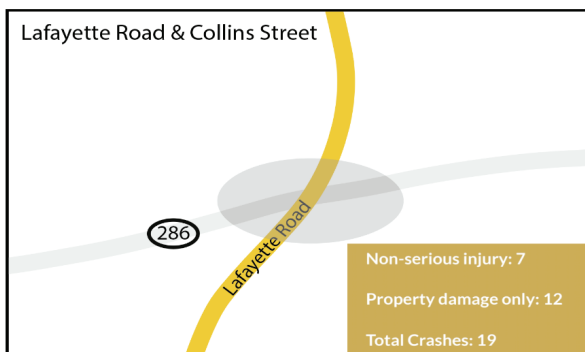 Lafayette Road & Collins Street
286
Lafayette Road
Non-serious injury: 7
Property damage only: 12
Total Crashes: 19